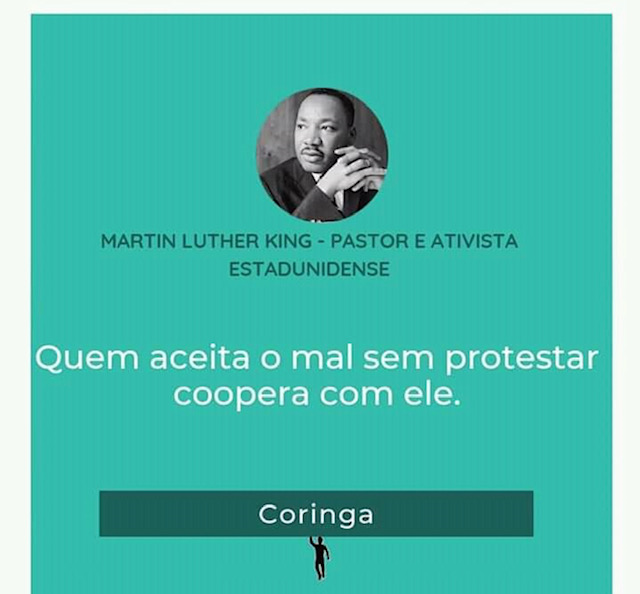 MARTIN LUTHER KING - PASTOR E ATIVISTA
ESTADUNIDENSE
Quem aceita o mal sem protestar
coopera com ele.
Coringa